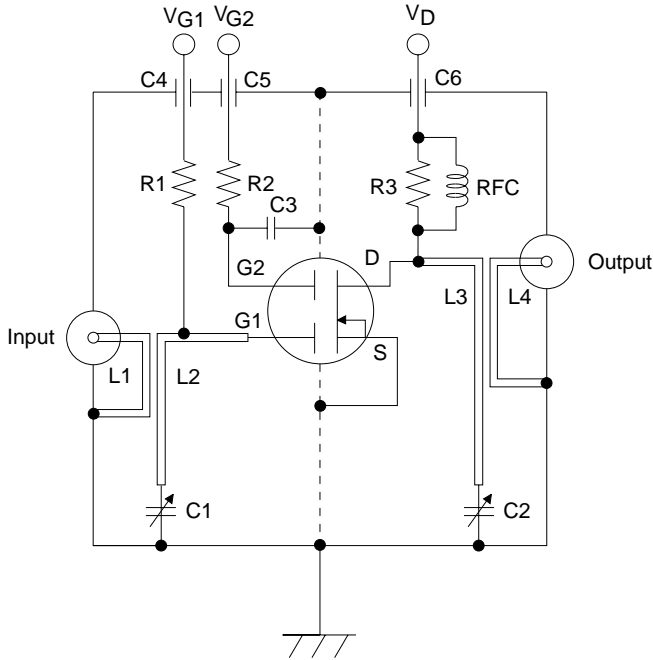 VG1 VG2 VD
C4 C5 C6
R1 R2 R3 RFC
C3
G2 D
Output
L3 L4
Input
G1
S
L1 L2
C1 C2